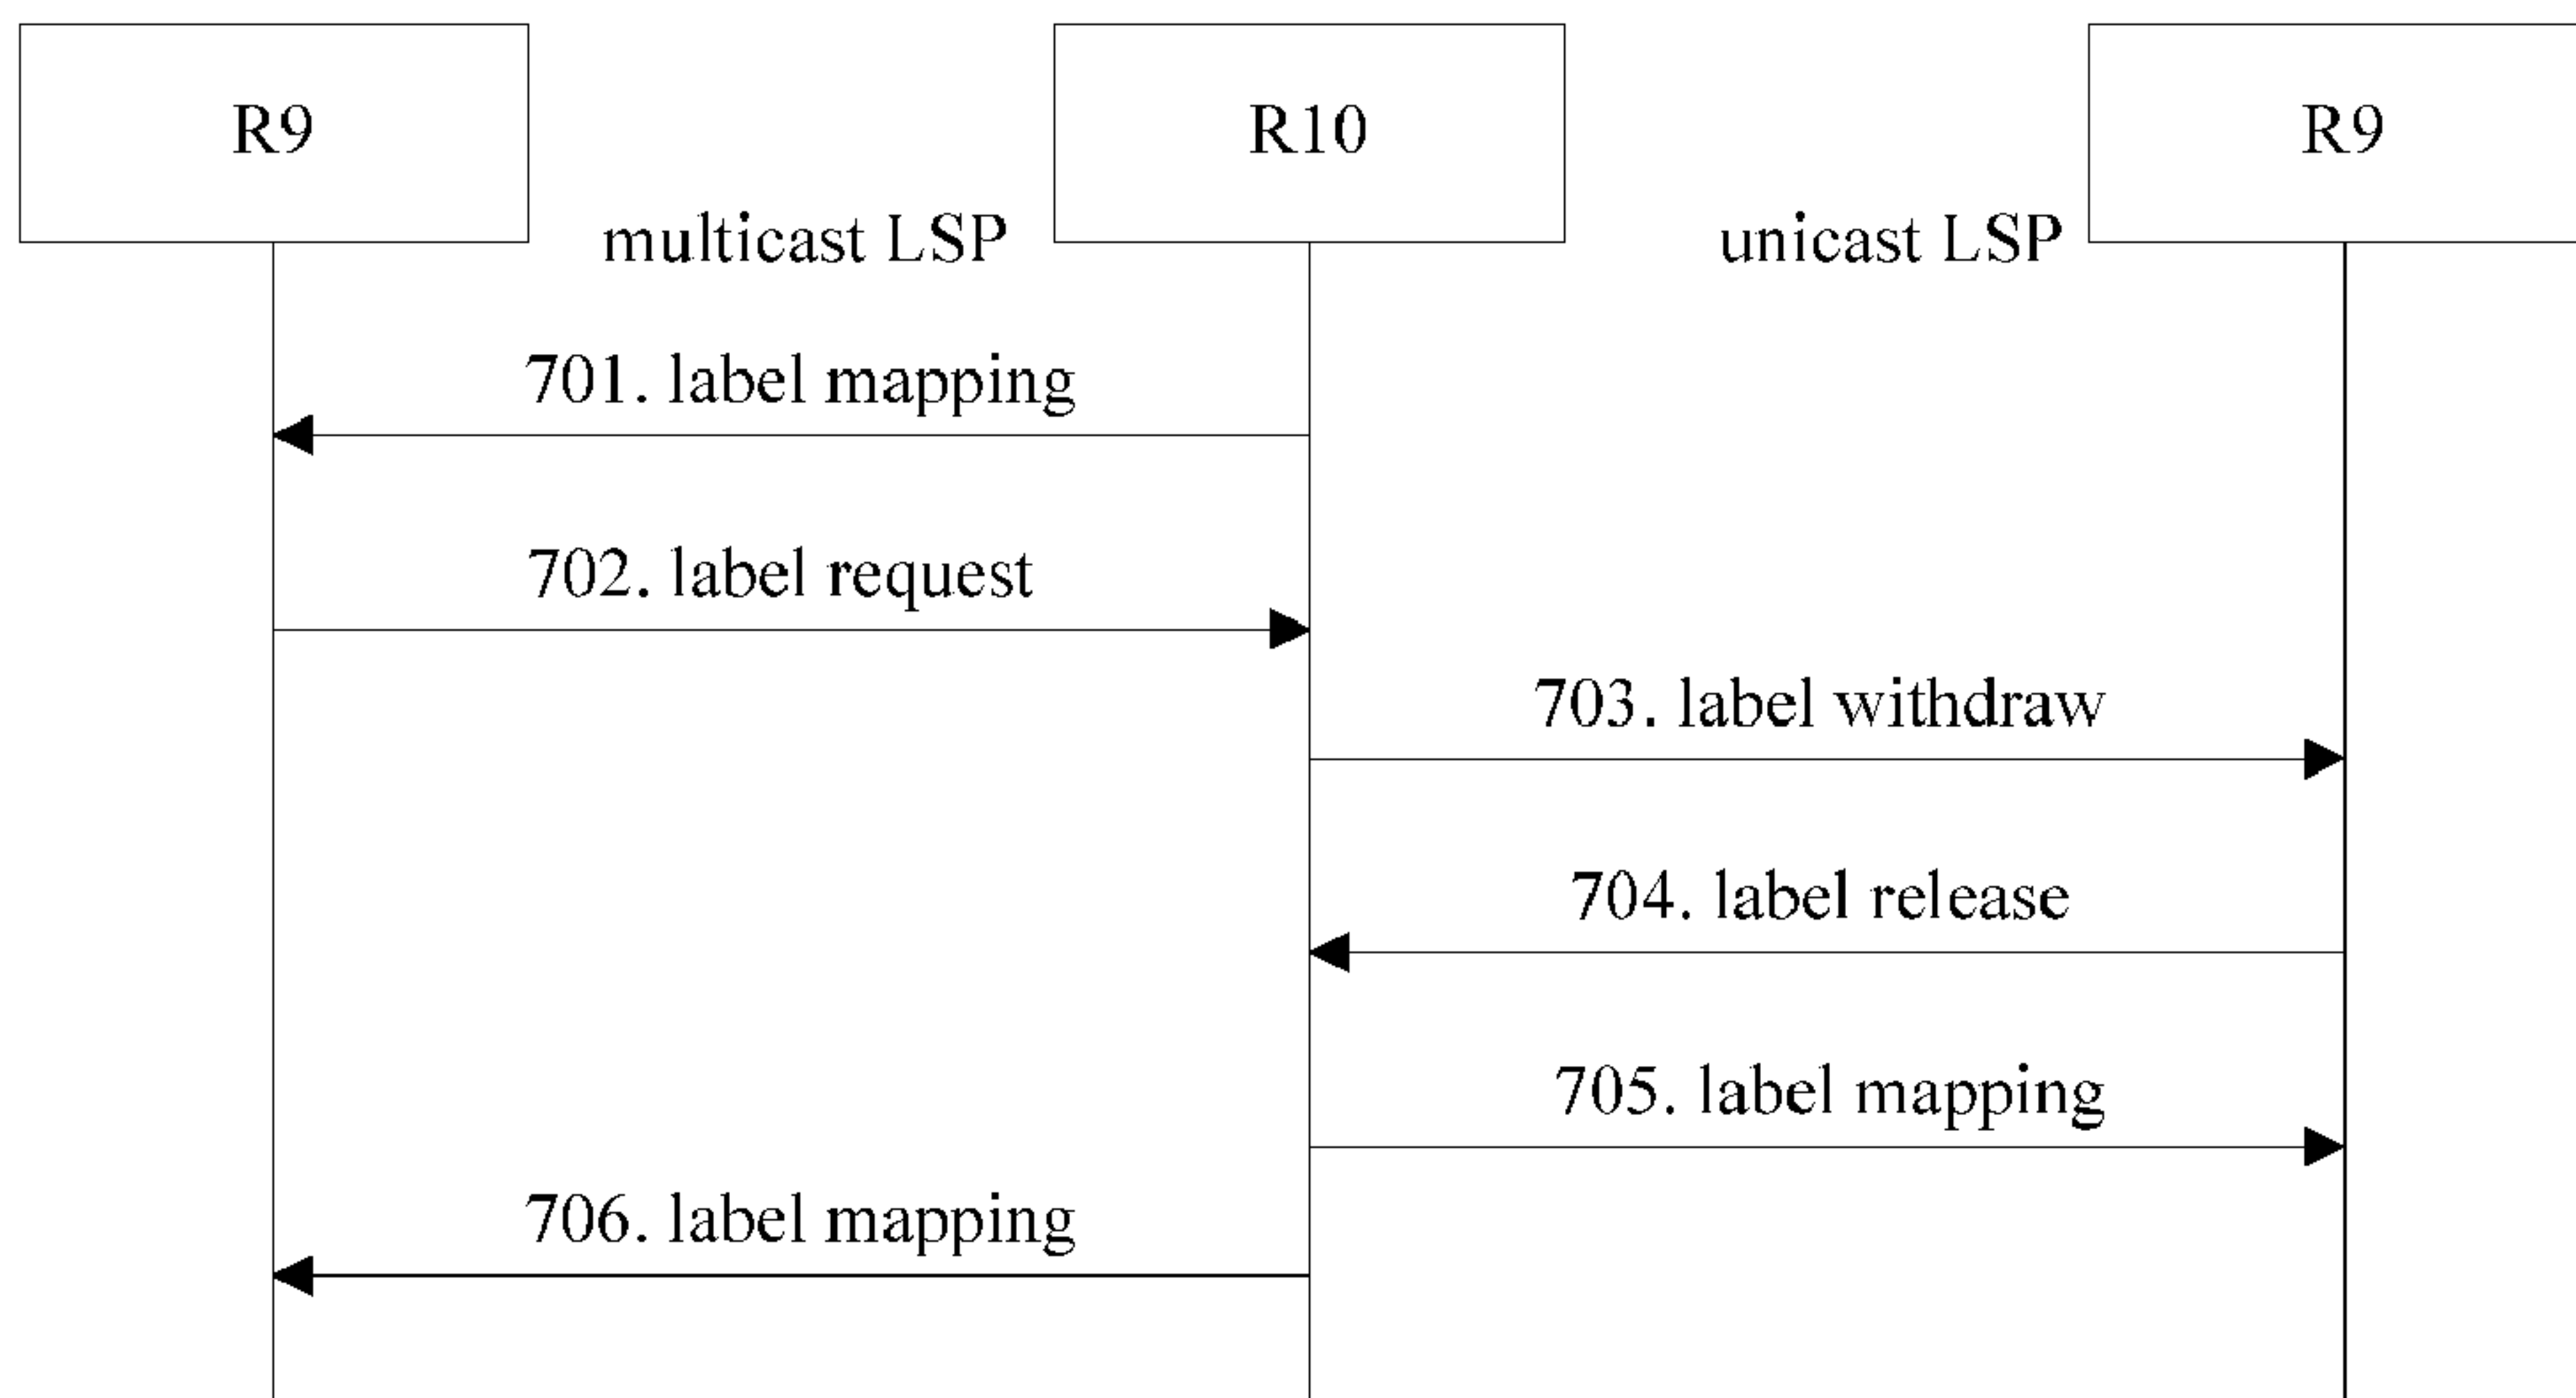 R9
R10
R9
multicast LSP
unicast LSP
701. label mapping
702. label request
703. label withdraw
704. label release
705. label mapping
706. label mapping